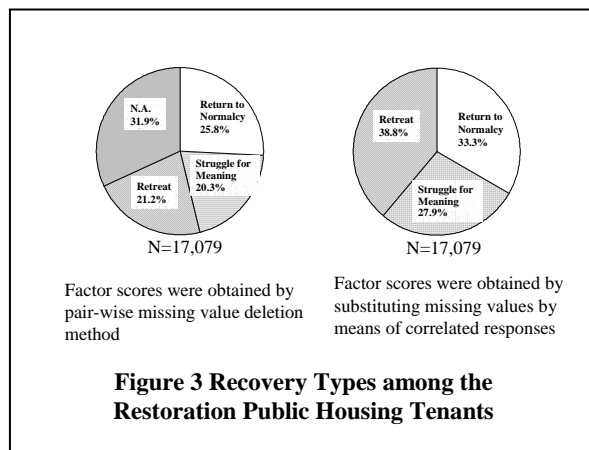 N.A.
31.9%
Return to
Normalcy
25.8%
Struggle for
Meaning
20.3%
Retreat
21.2%
N=17,079
Factor scores were obtained by
pair-wise missing value deletion
method
Retreat
38.8%
Return to
Normalcy
33.3%
Struggle for
Meaning
27.9%
N=17,079
Factor scores were obtained by
substituting missing values by
means of correlated responses
Figure 3 Recovery Types among the
Restoration Public Housing Tenants